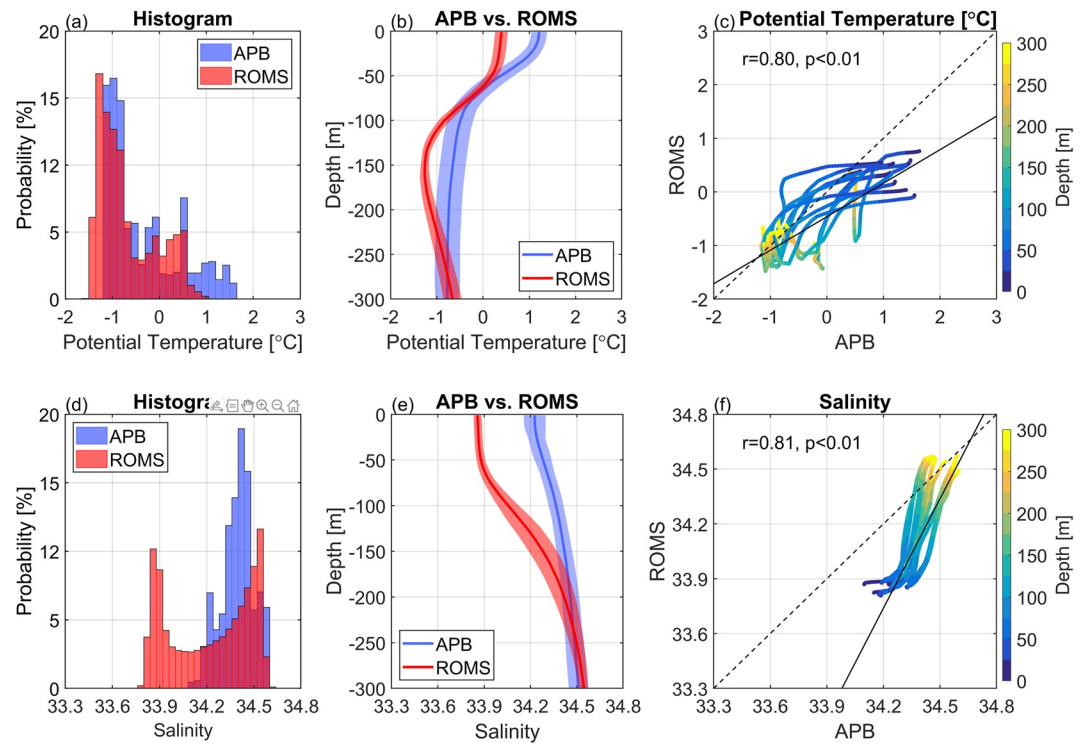 (a) Histogram
20
15
12
5
0
Probability [%]
APB
ROMS
-2 -1 0 1 2 3
Potential Temperature [°C]
(b) APB vs. ROMS
0
-50
-100
-150
-200
-250
-300
Depth [m]
APB
ROMS
-2 -1 0 1 2 3
Potential Temperature [°C]
(c) Potential Temperature [°C]
r=0.80, p<0.01
3
2
1
0
-1
-2
ROMS
-2 -1 0 1 2 3
APB
300
250
200
150
100
50
0
Depth [m]
(d) Histogra
20
15
12
5
0
Probability [%]
APB
ROMS
33.3 33.6 33.9 34.2 34.5 34.8
Salinity
(e) APB vs. ROMS
0
-50
-100
-150
-200
-250
-300
Depth [m]
APB
ROMS
33.3 33.6 33.9 34.2 34.5 34.8
Salinity
(f) Salinity
r=0.81, p<0.01
34.8
34.5
34.2
33.9
33.6
33.3
ROMS
33.3 33.6 33.9 34.2 34.5 34.8
APB
300
250
200
150
100
50
0
Depth [m]